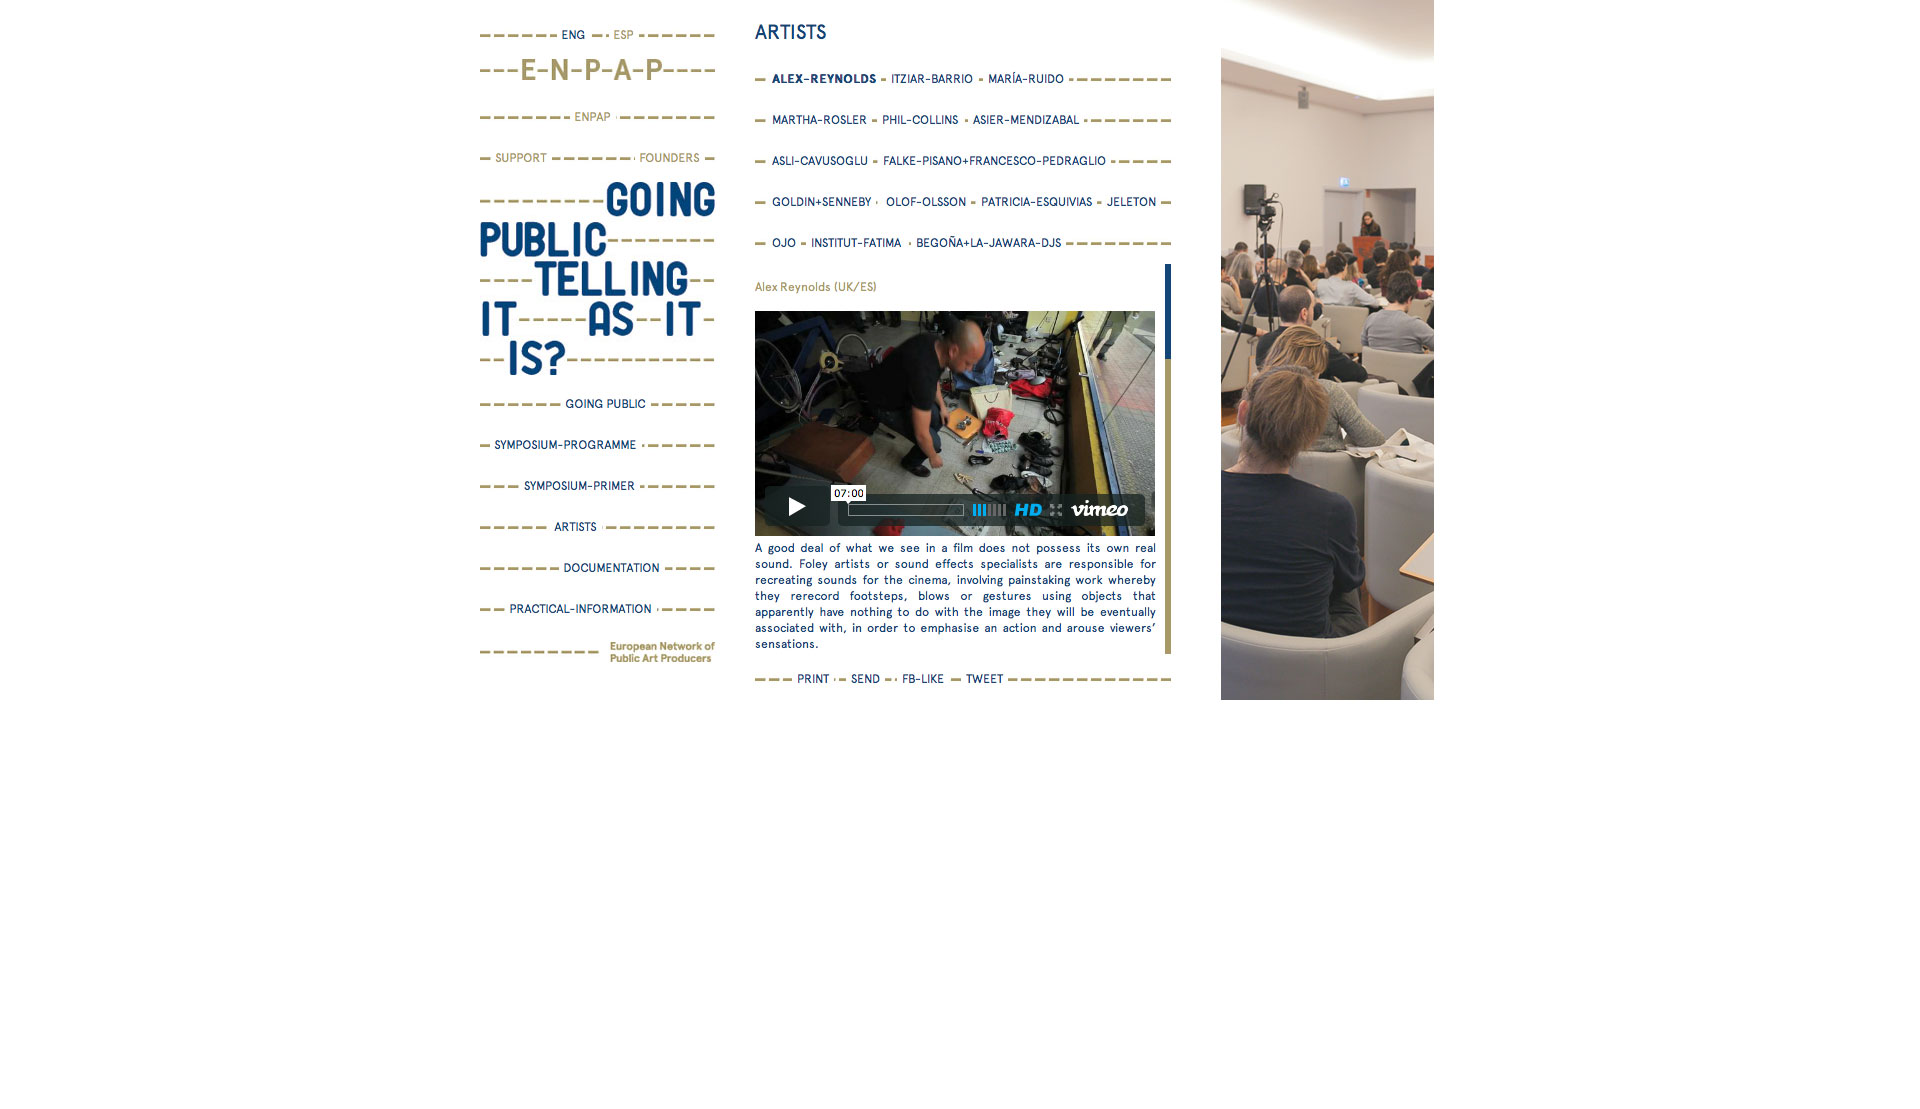 ENG ESP
E-N-P-A-P
ENPAP
SUPPORT FOUNDERS
GOING
PUBLIC
TELLING
IT AS IT
IS?
GOING PUBLIC
SYMPOSIUM-PROGRAMME
SYMPOSIUM-PRIMER
ARTISTS
DOCUMENTATION
PRACTICAL-INFORMATION
European Network of
Public Art Producers
ARTISTS
ALEX-REYNOLDS ITZIAR-BARRIO MARÍA-RUIDO
MARTHA-ROSLER PHIL-COLLINS ASIER-MENDIZABAL
ASLI-CAVUSOGLU FALKE-PISANO+FRANCESCO-PEDRAGLIO
GOLDIN+SENNEBY OLOF-OLSSON PATRICIA-ESQUIVIAS JELETON
OJO INSTITUT-FATIMA BEGOÑA+LA-JAWARA-DJS
Alex Reynolds (UK/ES)
07:00
HD vimeo
A good deal of what we see in a film does not possess its own real
sound. Foley artists or sound effects specialists are responsible for
recreating sounds for the cinema, involving painstaking work whereby
they rerecord footsteps, blows or gestures using objects that
apparently have nothing to do with the image they will be eventually
associated with, in order to emphasise an action and arouse viewers’
sensations.
PRINT SEND FB-LIKE TWEET